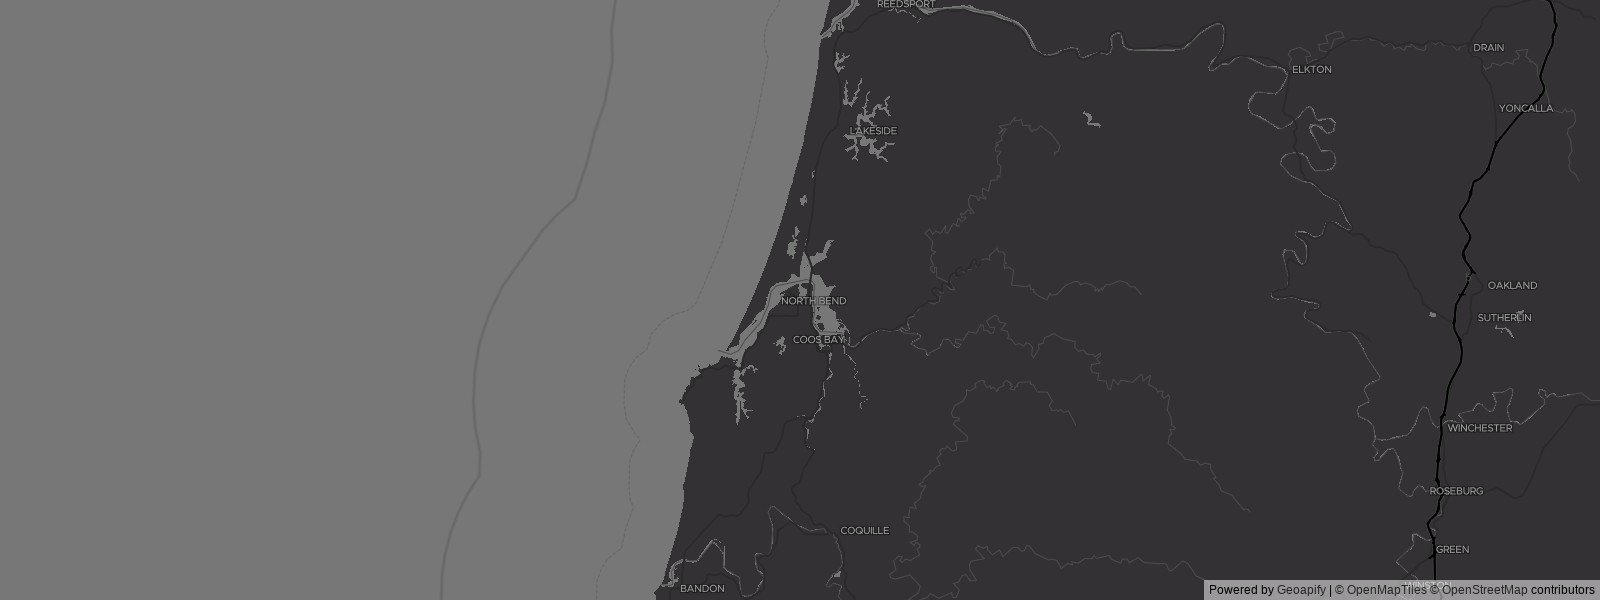 REEDSPORT
DRAIN
ELKTON
YONCALLA
LAKESIDE
OAKLAND
NORTH BEND
SUTHERLIN
COOS BAY
WINCHESTER
ROSEBURG
COQUILLE
GREEN
WINSTON
BANDON
Powered by Geoapify | © OpenMapTiles © OpenStreetMap contributors